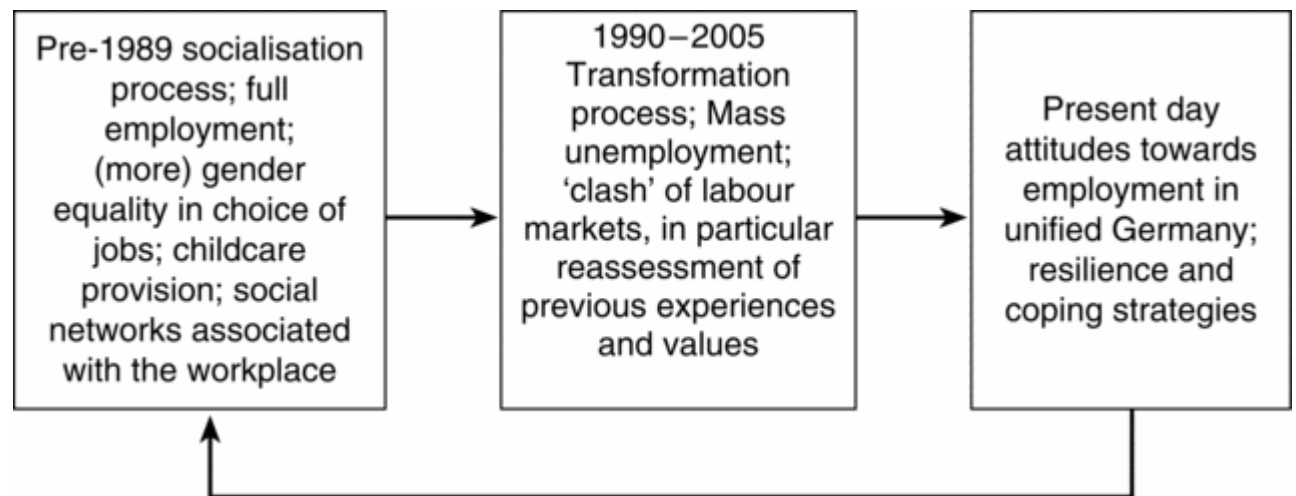 Pre-1989 socialisation
process; full
employment;
(more) gender
equality in choice of
jobs; childcare
provision; social
networks associated
with the workplace
1990–2005
Transformation
process; Mass
unemployment;
‘clash’ of labour
markets, in particular
reassessment of
previous experiences
and values
Present day
attitudes towards
employment in
unified Germany;
resilience and
coping strategies